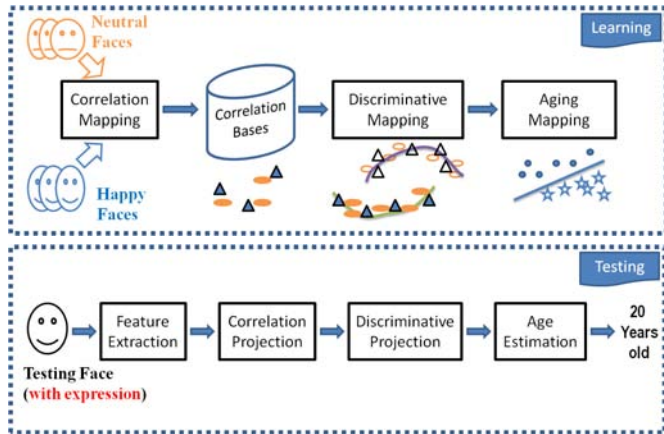 Neutral
Faces
Learning
Correlation
Mapping
Correlation
Bases
Discriminative
Mapping
Aging
Mapping
Happy
Faces
Testing
Feature
Extraction
Correlation
Projection
Discriminative
Projection
Age
Estimation
20
Years
old
Testing Face
(with expression)